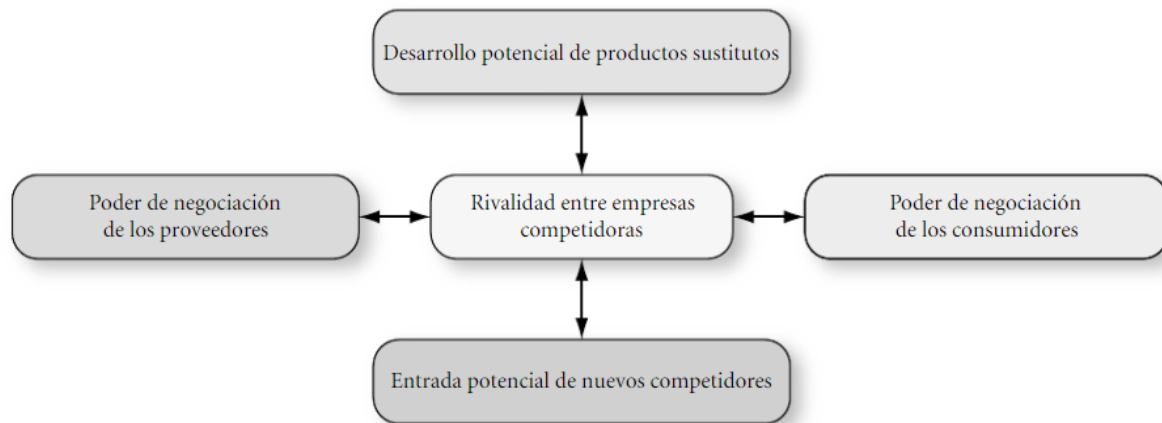 Desarrollo potencial de productos sustitutos
Poder de negociación
de los proveedores
Rivalidad entre empresas
competidoras
Poder de negociación
de los consumidores
Entrada potencial de nuevos competidores